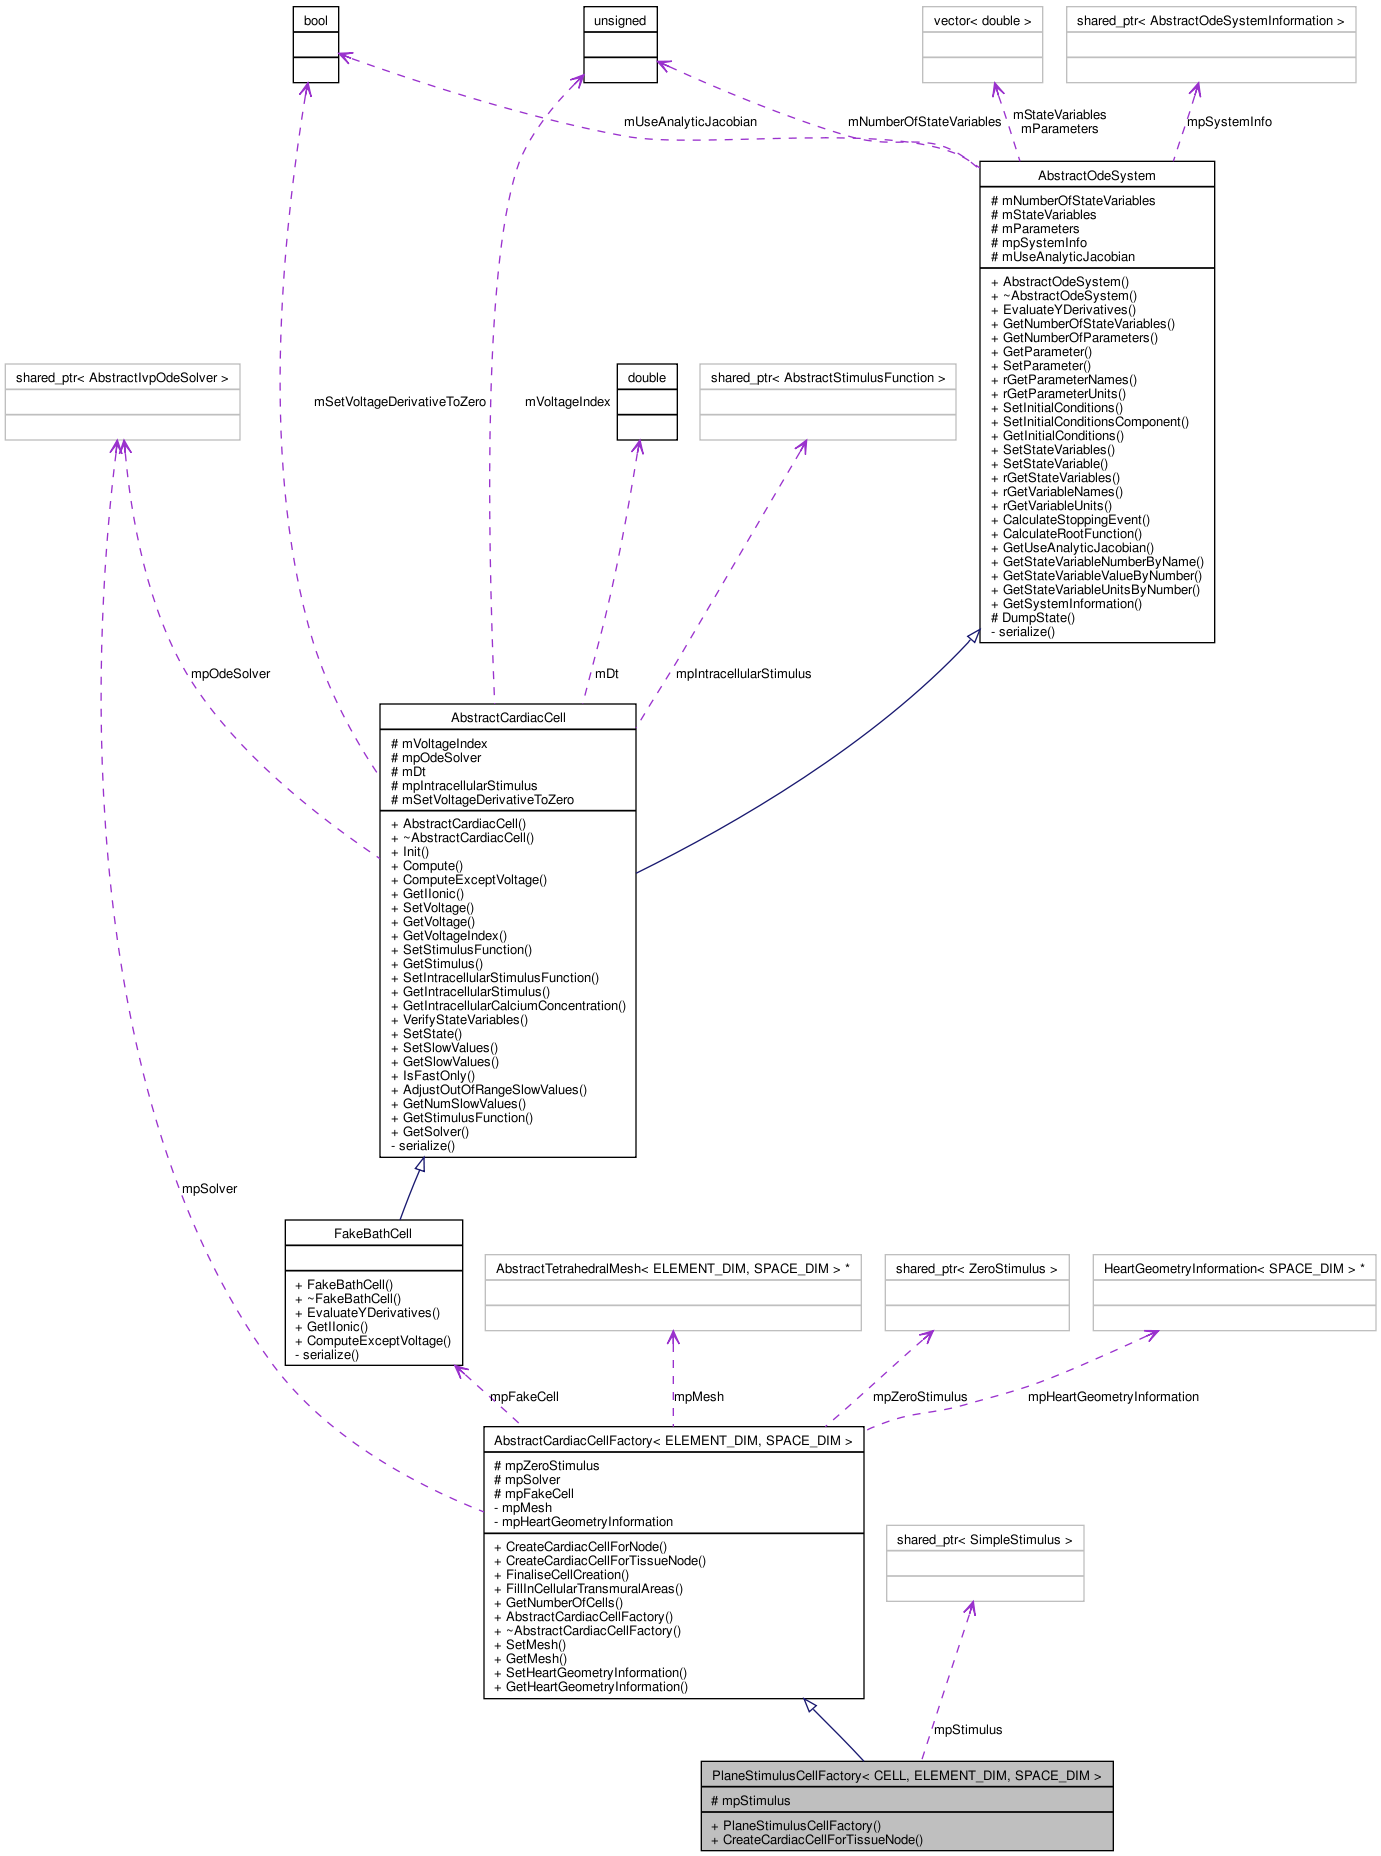 bool
unsigned
vector< double >
shared_ptr< AbstractOdeSystemInformation >
mUseAnalyticJacobian
mNumberOfStateVariables
mStateVariables
mParameters
mpSystemInfo
AbstractOdeSystem
# mNumberOfStateVariables
# mStateVariables
# mParameters
# mpSystemInfo
# mUseAnalyticJacobian
+ AbstractOdeSystem()
+ ~AbstractOdeSystem()
+ EvaluateYDerivatives()
+ GetNumberOfStateVariables()
+ GetNumberOfParameters()
+ GetParameter()
+ SetParameter()
+ rGetParameterNames()
+ rGetParameterUnits()
+ SetInitialConditions()
+ SetInitialConditionsComponent()
+ GetInitialConditions()
+ SetStateVariables()
+ SetStateVariable()
+ rGetStateVariables()
+ rGetVariableNames()
+ rGetVariableUnits()
+ CalculateStoppingEvent()
+ CalculateRootFunction()
+ GetUseAnalyticJacobian()
+ GetStateVariableNumberByName()
+ GetStateVariableValueByNumber()
+ GetStateVariableUnitsByNumber()
+ GetSystemInformation()
# DumpState()
- serialize()
shared_ptr< AbstractIvpOdeSolver >
mSetVoltageDerivativeToZero
mVoltageIndex
double
shared_ptr< AbstractStimulusFunction >
mpOdeSolver
mDt
mpIntracellularStimulus
AbstractCardiacCell
# mVoltageIndex
# mpOdeSolver
# mDt
# mpIntracellularStimulus
# mSetVoltageDerivativeToZero
+ AbstractCardiacCell()
+ ~AbstractCardiacCell()
+ Init()
+ Compute()
+ ComputeExceptVoltage()
+ GetIIonic()
+ SetVoltage()
+ GetVoltage()
+ GetVoltageIndex()
+ SetStimulusFunction()
+ GetStimulus()
+ SetIntracellularStimulusFunction()
+ GetIntracellularStimulus()
+ GetIntracellularCalciumConcentration()
+ VerifyStateVariables()
+ SetState()
+ SetSlowValues()
+ GetSlowValues()
+ IsFastOnly()
+ AdjustOutOfRangeSlowValues()
+ GetNumSlowValues()
+ GetStimulusFunction()
+ GetSolver()
- serialize()
mpSolver
FakeBathCell
+ FakeBathCell()
+ ~FakeBathCell()
+ EvaluateYDerivatives()
+ GetIIonic()
+ ComputeExceptVoltage()
- serialize()
AbstractTetrahedralMesh< ELEMENT_DIM, SPACE_DIM > *
shared_ptr< ZeroStimulus >
HeartGeometryInformation< SPACE_DIM > *
mpFakeCell
mpMesh
mpZeroStimulus
mpHeartGeometryInformation
AbstractCardiacCellFactory< ELEMENT_DIM, SPACE_DIM >
# mpZeroStimulus
# mpSolver
# mpFakeCell
- mpMesh
- mpHeartGeometryInformation
+ CreateCardiacCellForNode()
+ CreateCardiacCellForTissueNode()
+ FinaliseCellCreation()
+ FillInCellularTransmuralAreas()
+ GetNumberOfCells()
+ AbstractCardiacCellFactory()
+ ~AbstractCardiacCellFactory()
+ SetMesh()
+ GetMesh()
+ SetHeartGeometryInformation()
+ GetHeartGeometryInformation()
shared_ptr< SimpleStimulus >
mpStimulus
PlaneStimulusCellFactory< CELL, ELEMENT_DIM, SPACE_DIM >
# mpStimulus
+ PlaneStimulusCellFactory()
+ CreateCardiacCellForTissueNode()